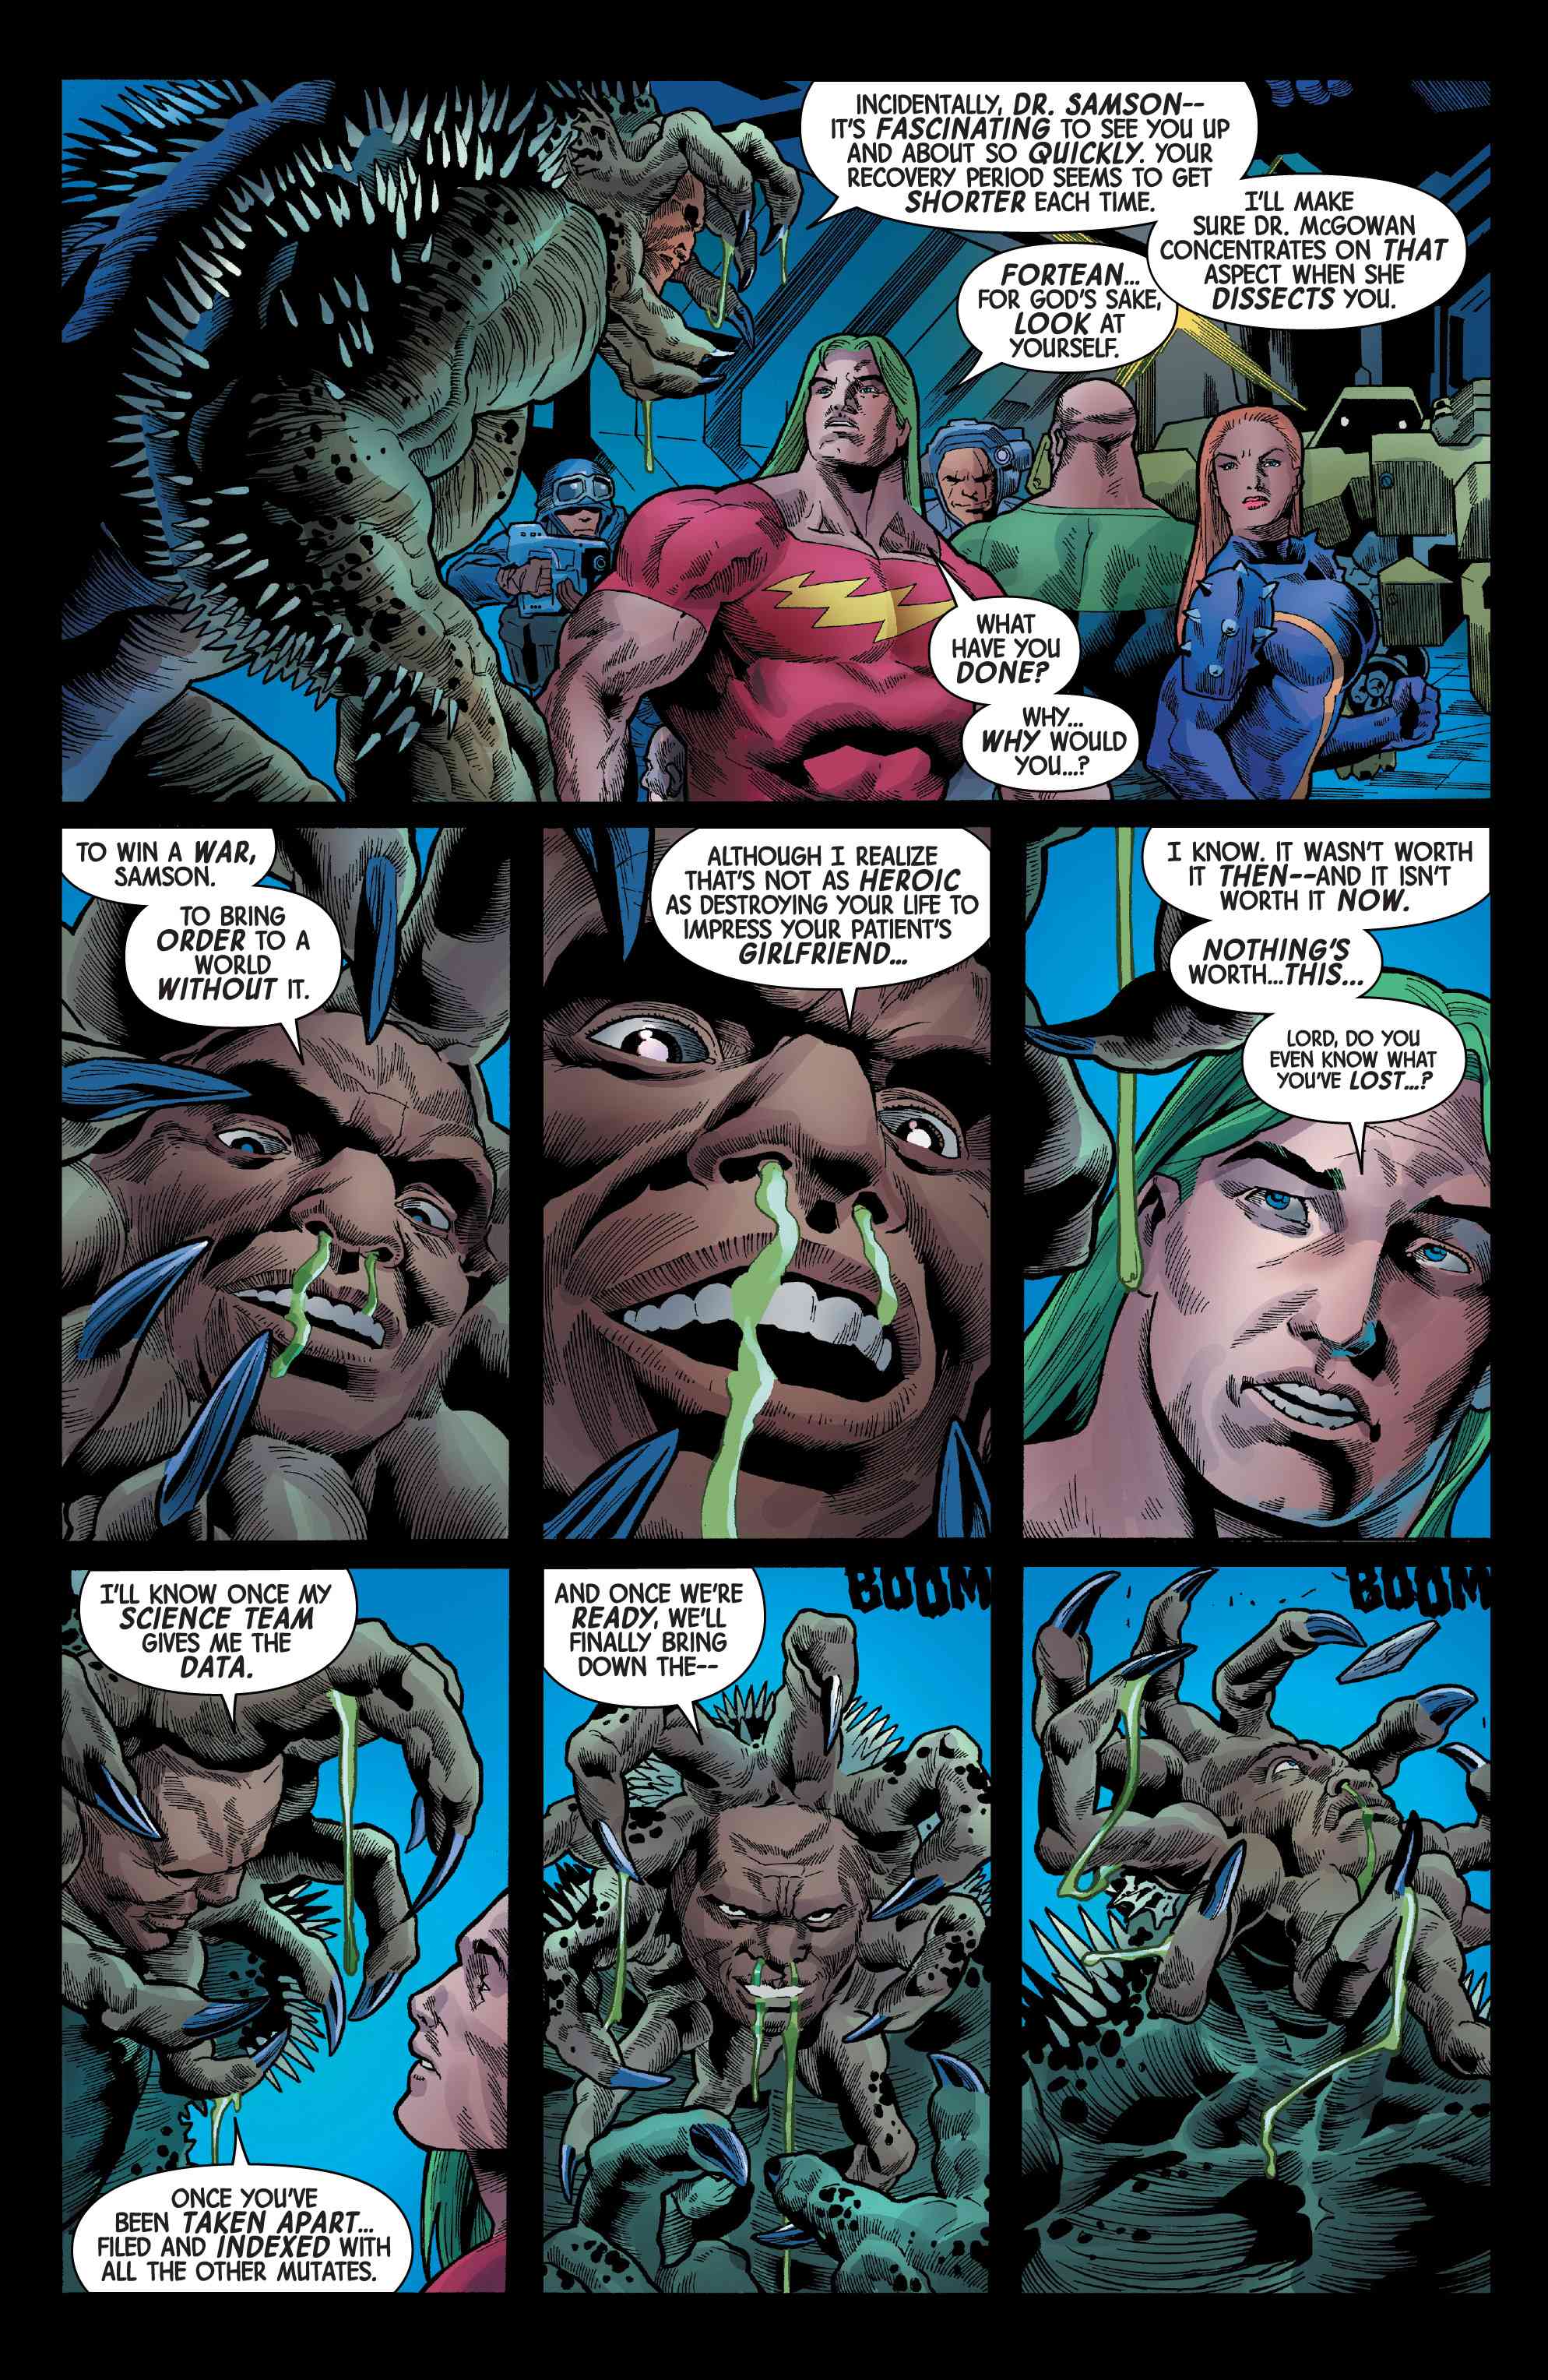 INCIDENTALLY, DR. SAMSON--
IT'S FASCINATING TO SEE YOU UP
AND ABOUT SO QUICKLY. YOUR
RECOVERY PERIOD SEEMS TO GET
SHORTER EACH TIME.
I'LL MAKE
SURE DR. McGOWAN
CONCENTRATES ON THAT
ASPECT WHEN SHE
DISSECTS YOU.
FORTEAN...
FOR GOD'S SAKE,
LOOK AT
YOURSELF.
WHAT
HAVE YOU
DONE?
WHY...
WHY WOULD
YOU...?
TO WIN A WAR,
SAMSON.
TO BRING
ORDER TO A
WORLD
WITHOUT IT.
ALTHOUGH I REALIZE
THAT'S NOT AS HEROIC
AS DESTROYING YOUR LIFE TO
IMPRESS YOUR PATIENT'S
GIRLFRIEND...
I KNOW. IT WASN'T WORTH
IT THEN--AND IT ISN'T
WORTH IT NOW.
NOTHING'S
WORTH...THIS...
LORD, DO YOU
EVEN KNOW WHAT
YOU'VE LOST...?
I'LL KNOW ONCE MY
SCIENCE TEAM
GIVES ME THE
DATA.
ONCE YOU'VE
BEEN TAKEN APART...
FILED AND INDEXED WITH
ALL THE OTHER MUTATES.
AND ONCE WE'RE
READY, WE'LL
FINALLY BRING
DOWN THE--
BOOM
BOOM